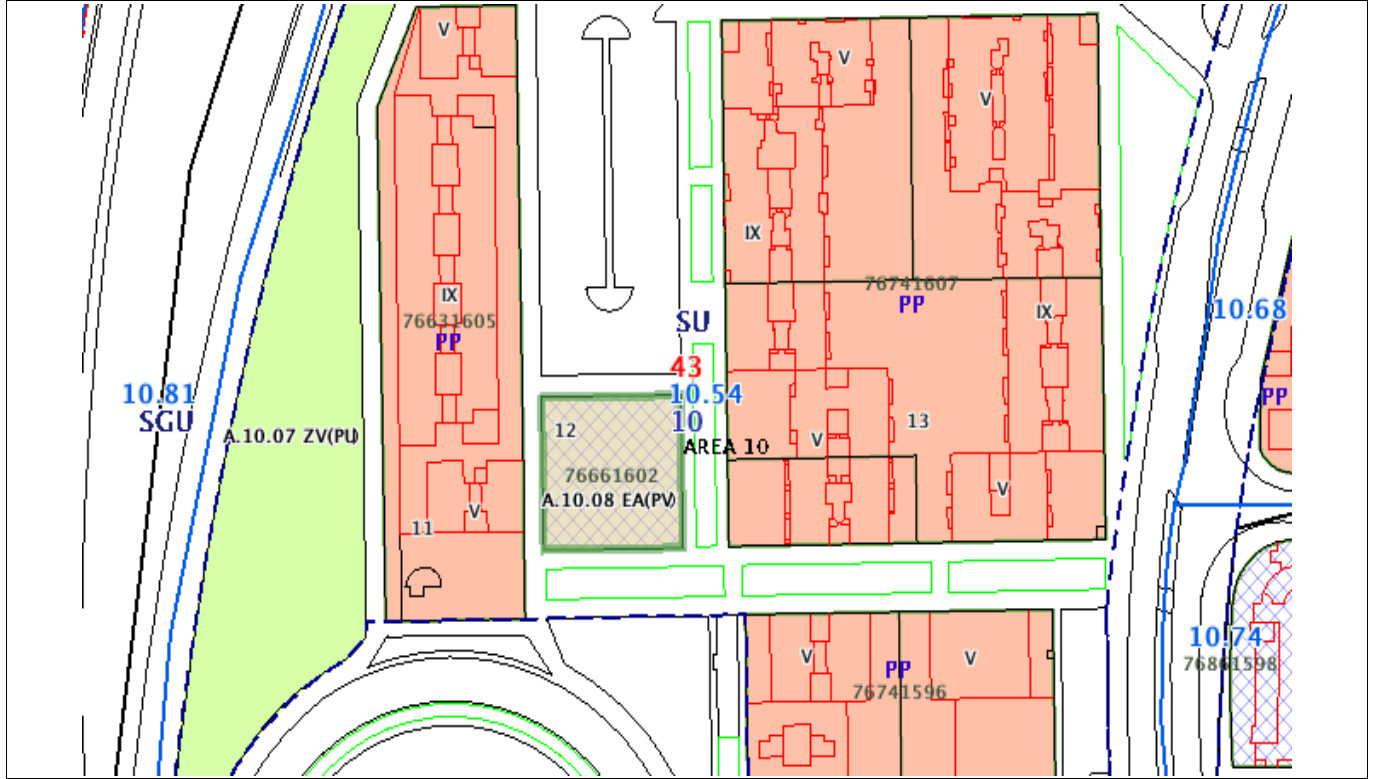 V
V
V
IX
IX
76741607
PP
IX
76631605
PP
SU
10.68
43
10.81
10.54
PP
SGU
10
A.10.07 ZV(PU)
12
13
V
AREA 10
76661602
A.10.08 EA(PV)
V
V
11
10.74
V
PP
V
76861598
76741596